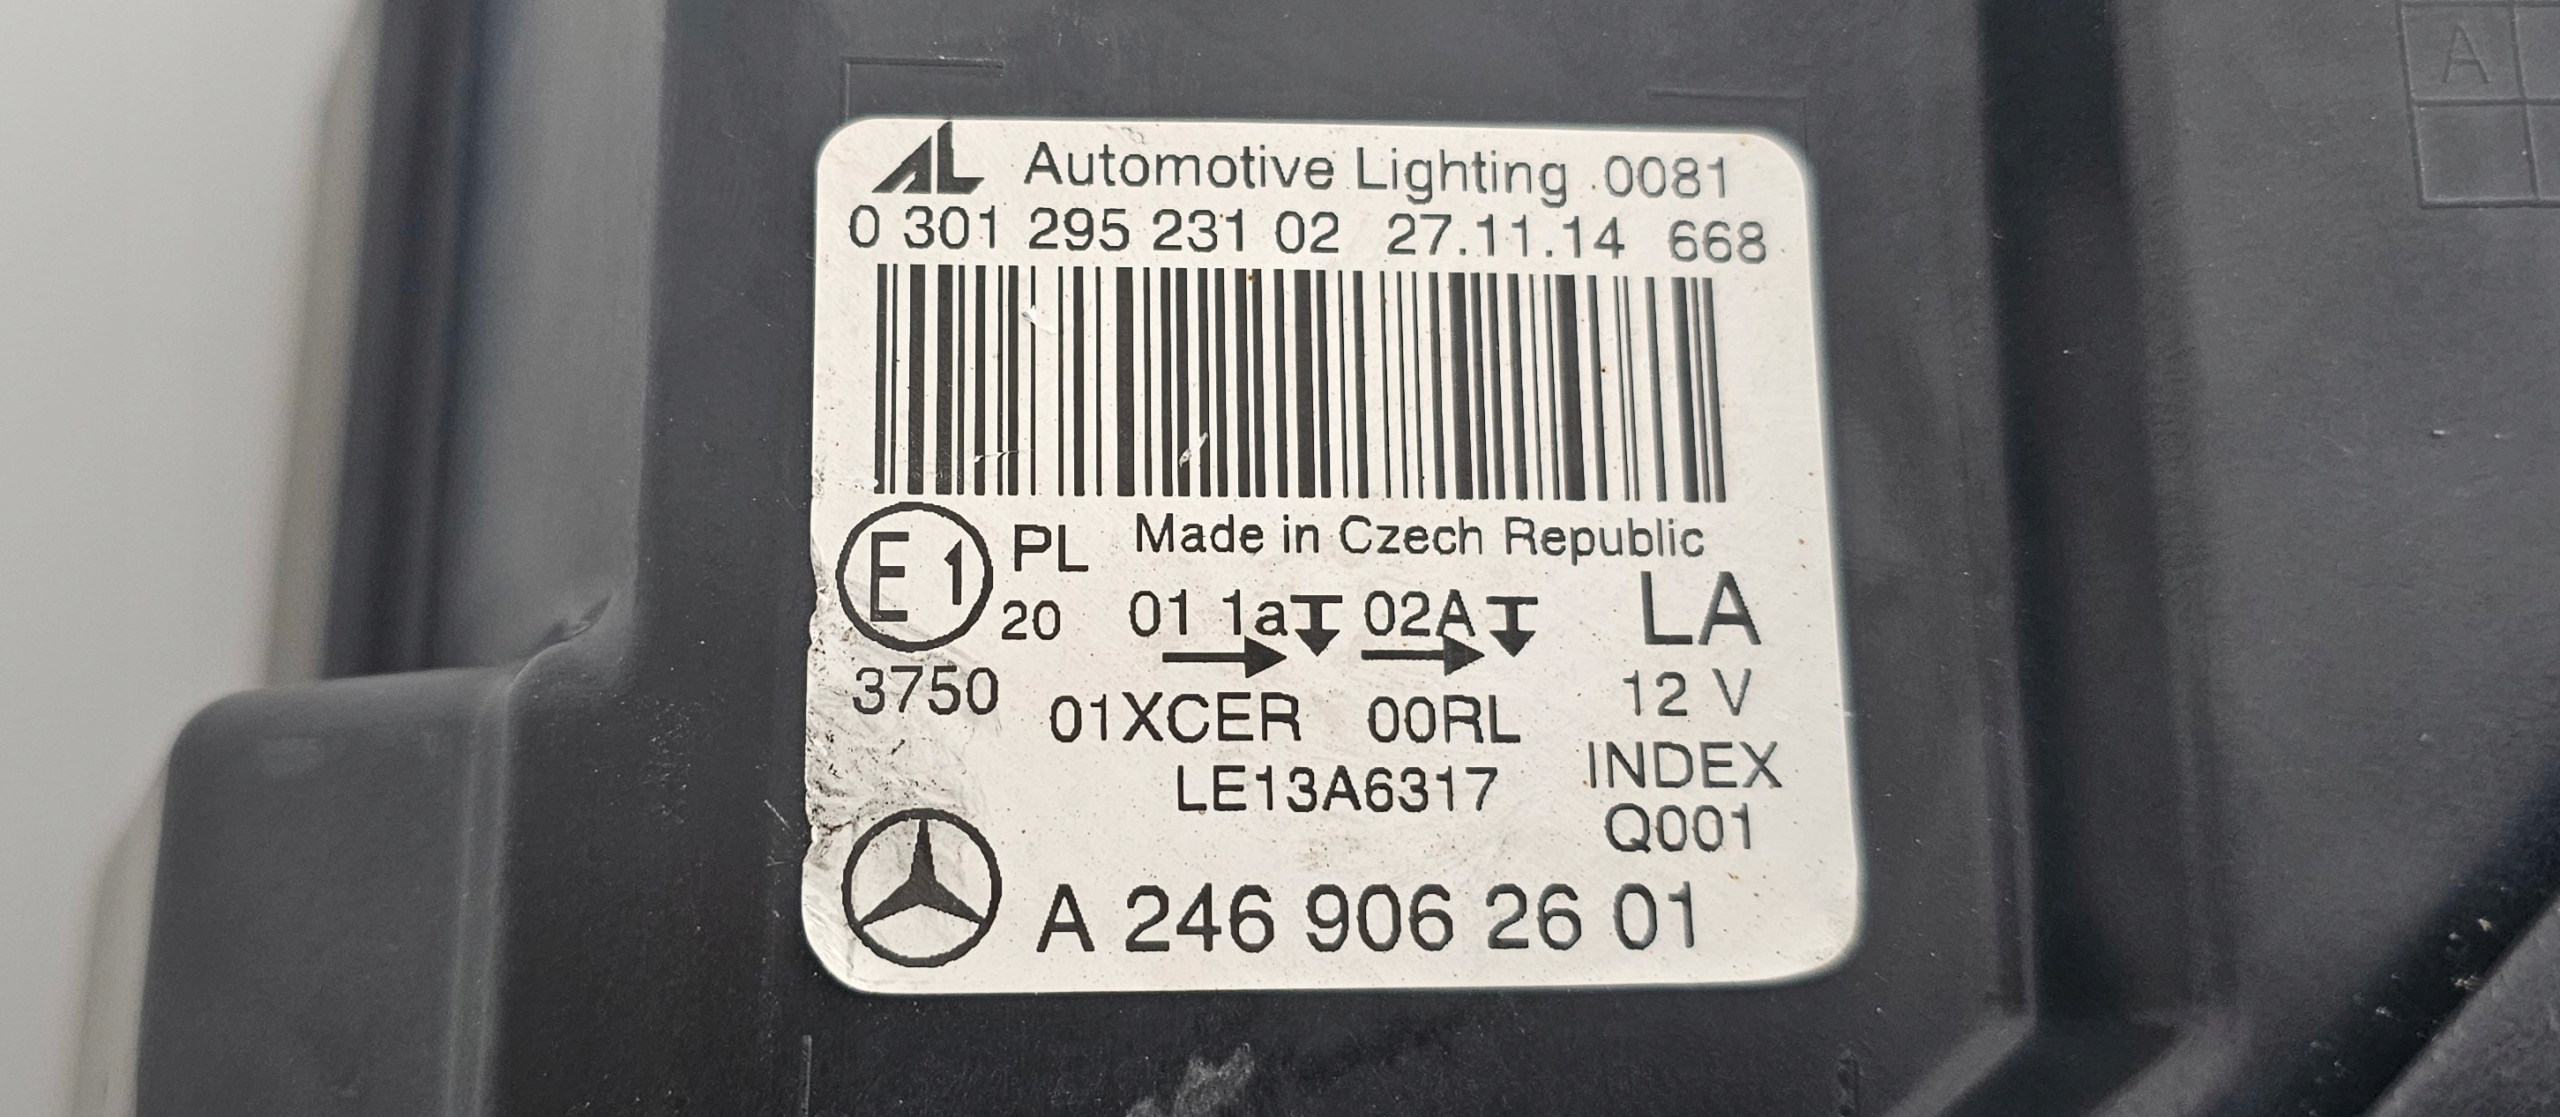 AL Automotive Lighting 0081
0 301 295 231 02 27.11.14 668
E1 PL Made in Czech Republic
20 01 1a 02A LA
3750 01XCER 00RL 12 V
LE13A6317 INDEX
Q001
A 246 906 26 01
A